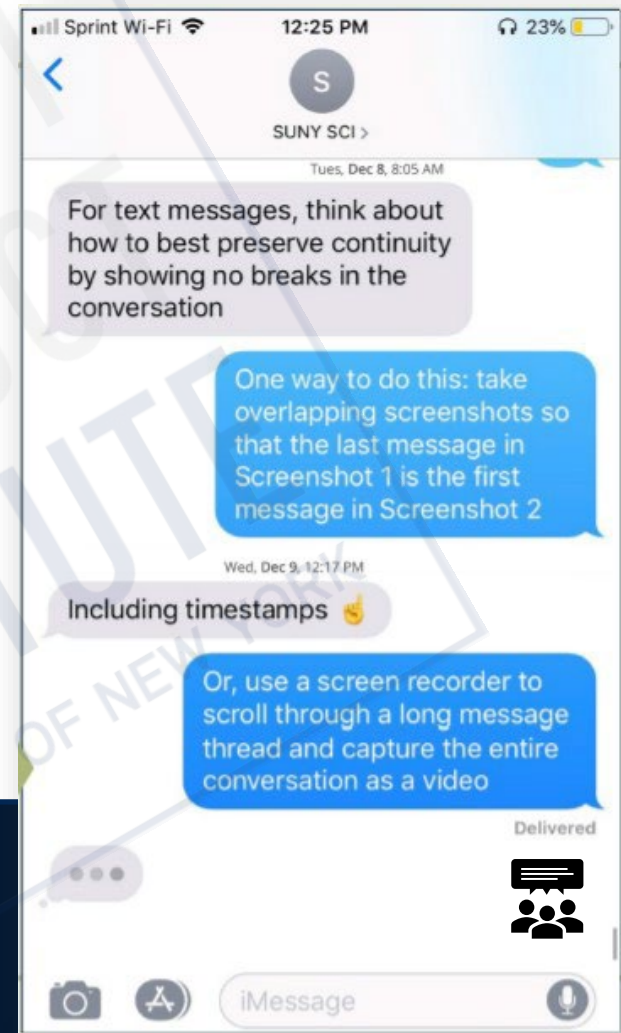 Sprint Wi-Fi
12:25 PM
23%
S
SUNY SCI >
Tues, Dec 8, 8:05 AM
For text messages, think about
how to best preserve continuity
by showing no breaks in the
conversation
One way to do this: take
overlapping screenshots so
that the last message in
Screenshot 1 is the first
message in Screenshot 2
Wed, Dec 9, 12:17 PM
Including timestamps ☝️
Or, use a screen recorder to
scroll through a long message
thread and capture the entire
conversation as a video
Delivered
iMessage
OF NEW YORK